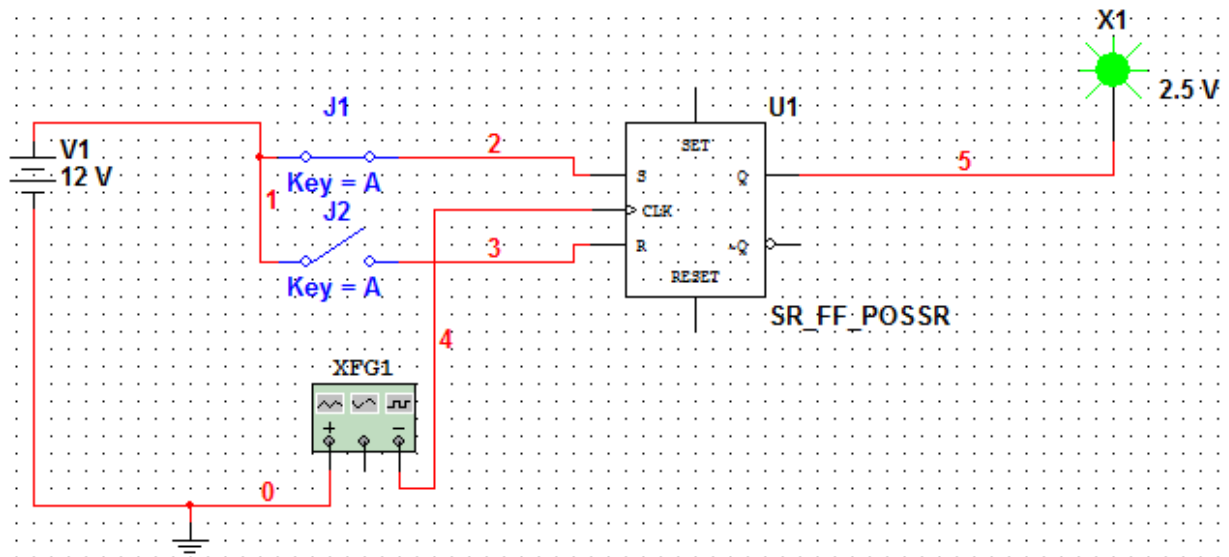 X1
2.5 V
J1
U1
V1
12 V
1
2
Key = A
J2
3
Key = A
SET
S
Q
CLK
R
~Q
RESET
5
SR_FF_POSSR
4
XFG1
+
−
0